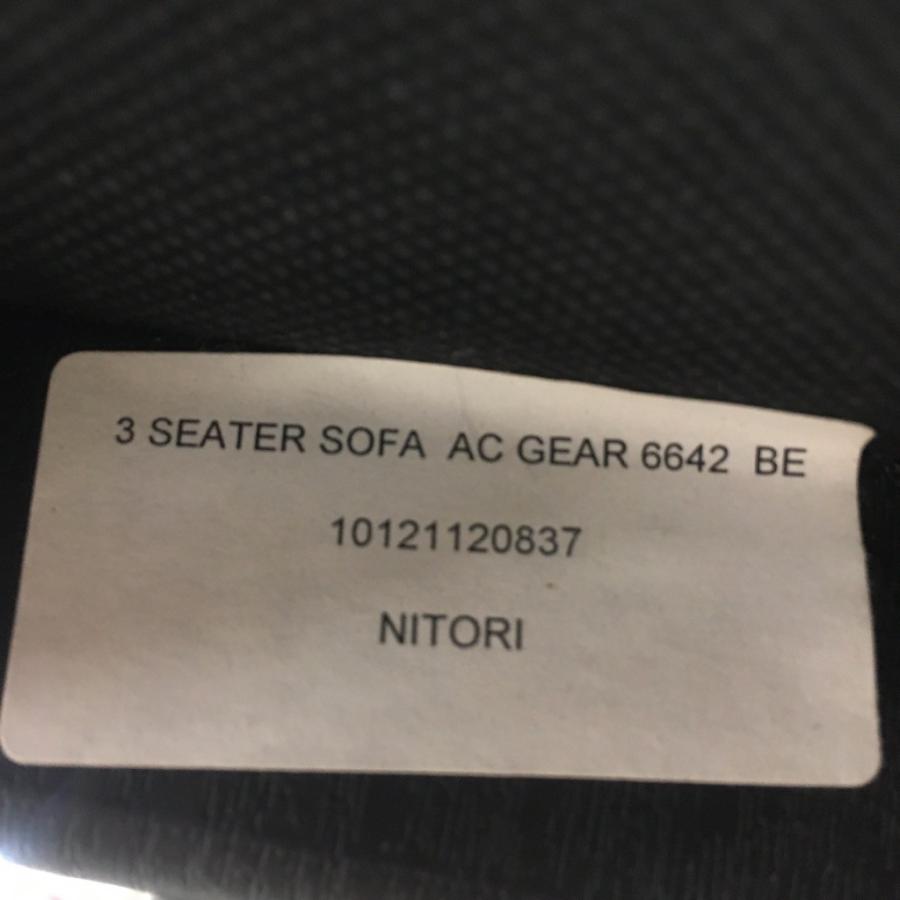 3 SEATER SOFA AC GEAR 6642 BE
10121120837
NITORI